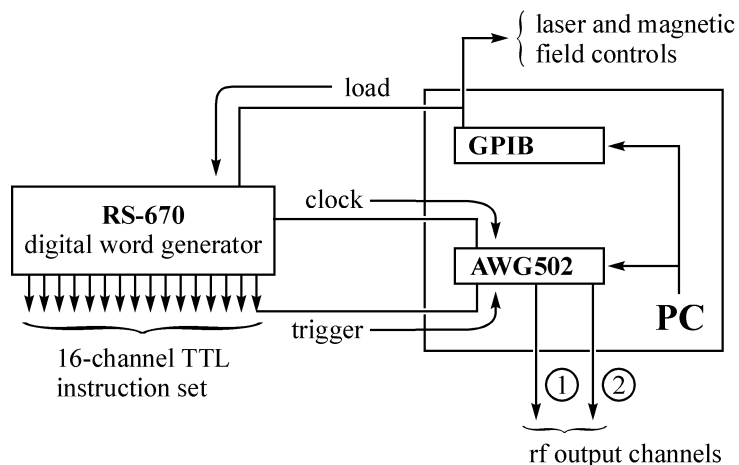 laser and magnetic
field controls
load
GPIB
clock
RS-670
digital word generator
AWG502
trigger
PC
16-channel TTL
instruction set
1
2
rf output channels